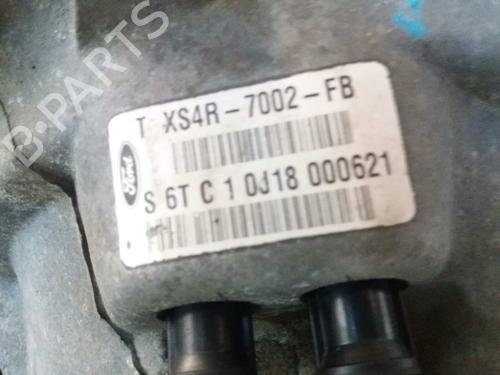 B-PARTS
T XS4R-7002-FB
Ford
S 6T C 1 0J18 000621